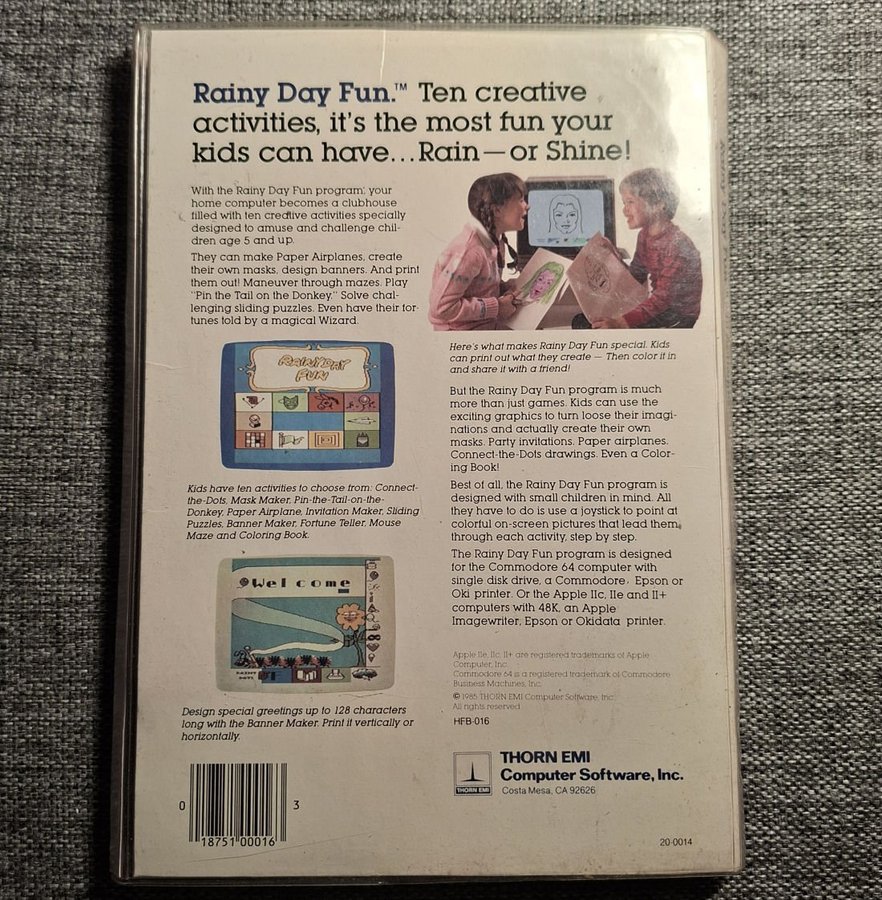 Rainy Day Fun.™ Ten creative
activities, it's the most fun your
kids can have...Rain—or Shine!
With the Rainy Day Fun program, your
home computer becomes a clubhouse
filled with ten creative activities specially
designed to amuse and challenge chil-
dren age 5 and up.
They can make Paper Airplanes, create
their own masks, design banners. And print
them out! Maneuver through mazes. Play
"Pin the Tail on the Donkey." Solve chal-
lenging sliding puzzles. Even have their for-
tunes told by a magical Wizard.
RAINY DAY
FUN
Kids have ten activities to choose from: Connect-
the-Dots, Mask Maker, Pin-the-Tail-on-the-
Donkey, Paper Airplane, Invitation Maker, Sliding
Puzzles, Banner Maker, Fortune Teller, Mouse
Maze and Coloring Book.
Welcome
Design special greetings up to 128 characters
long with the Banner Maker. Print it vertically or
horizontally.
Here's what makes Rainy Day Fun special. Kids
can print out what they create — Then color it in
and share it with a friend!
But the Rainy Day Fun program is much
more than just games. Kids can use the
exciting graphics to turn loose their imagi-
nations and actually create their own
masks. Party invitations. Paper airplanes.
Connect-the-Dots drawings. Even a Color-
ing Book!
Best of all, the Rainy Day Fun program is
designed with small children in mind. All
they have to do is use a joystick to point at
colorful on-screen pictures that lead them
through each activity, step by step.
The Rainy Day Fun program is designed
for the Commodore 64 computer with
single disk drive, a Commodore, Epson or
Oki printer. Or the Apple IIc, IIe and II+
computers with 48K, an Apple
Imagewriter, Epson or Okidata printer.
Apple IIe, IIc, II+ are registered trademarks of Apple
Computer, Inc.
Commodore 64 is a registered trademark of Commodore
Business Machines, Inc.
© 1985 THORN EMI Computer Software, Inc.
All rights reserved
HFB-016
THORN EMI
THORN EMI
Computer Software, Inc.
Costa Mesa, CA 92626
0 18751 00016 3
20-0014